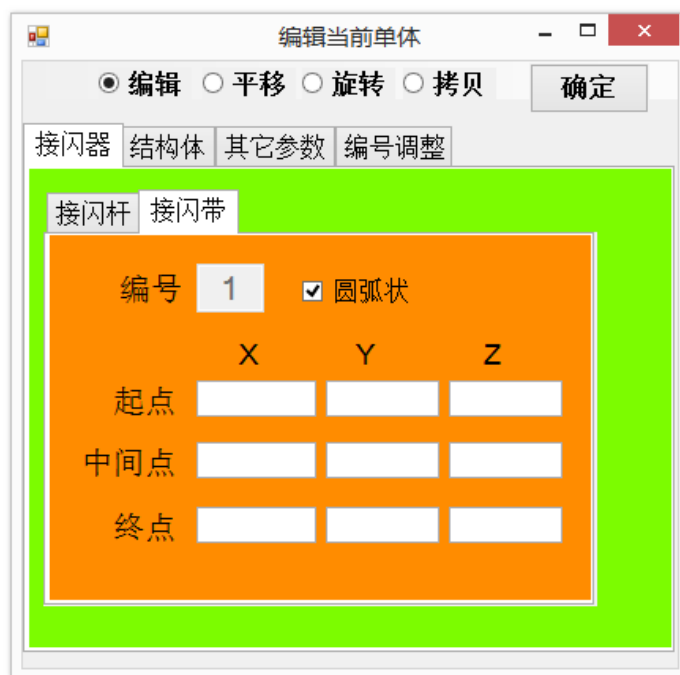 编辑当前单体
编辑 平移 旋转 拷贝 确定
接闪器 结构体 其它参数 编号调整
接闪杆 接闪带
编号 1 圆弧状
X Y Z
起点
中间点
终点